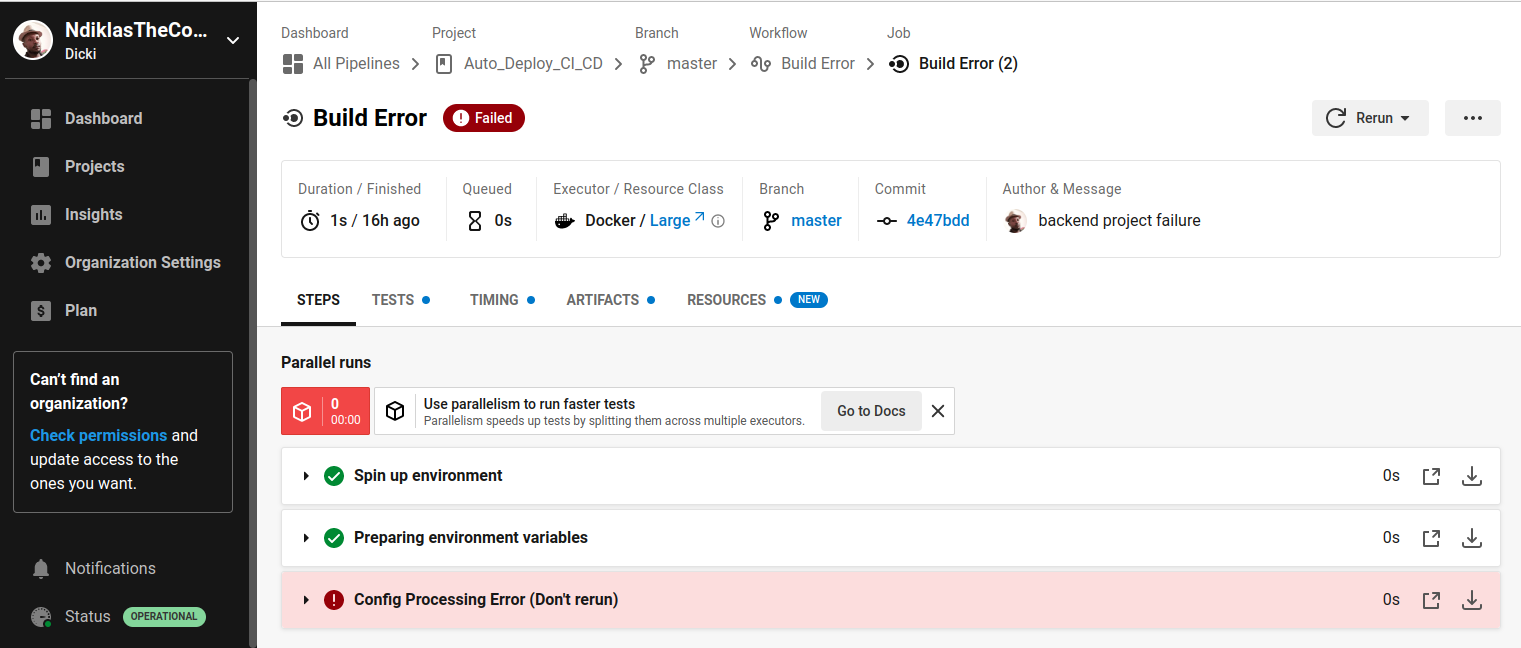 NdiklasTheCo...
Dicki
Dashboard
Projects
Insights
Organization Settings
Plan
Can't find an
organization?
Check permissions and
update access to the
ones you want.
Notifications
Status OPERATIONAL
Dashboard Project Branch Workflow Job
All Pipelines Auto_Deploy_CI_CD master Build Error Build Error (2)
Build Error Failed Rerun
Duration / Finished Queued Executor / Resource Class Branch Commit Author & Message
1s / 16h ago 0s Docker / Large master 4e47bdd backend project failure
STEPS TESTS TIMING ARTIFACTS RESOURCES NEW
Parallel runs
0
00:00
Use parallelism to run faster tests
Parallelism speeds up tests by splitting them across multiple executors.
Go to Docs
Spin up environment 0s
Preparing environment variables 0s
Config Processing Error (Don't rerun) 0s